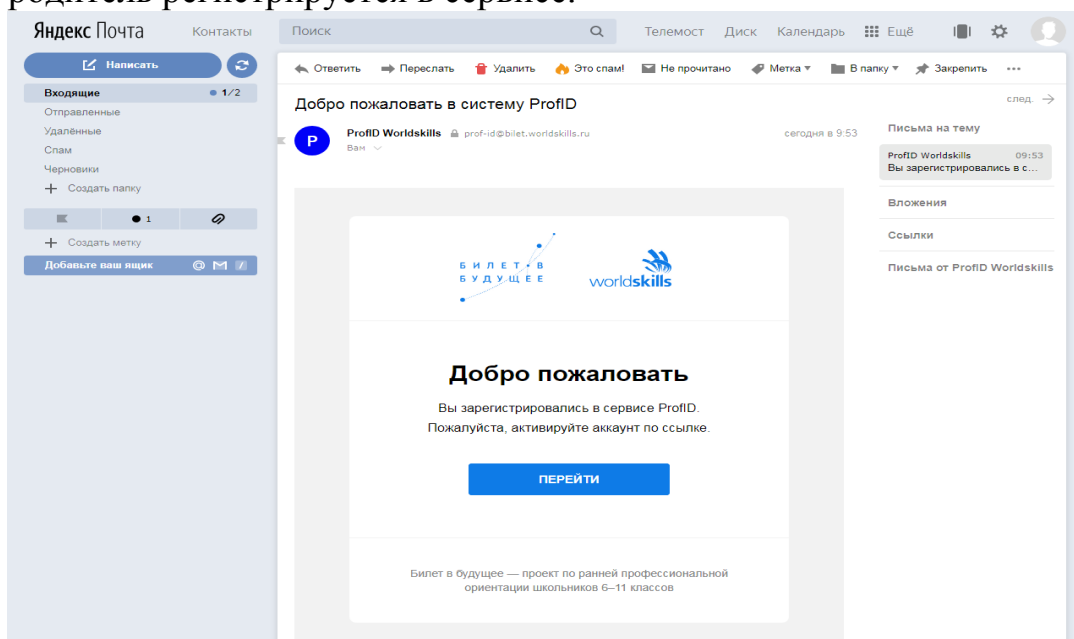 родитель регистрируется в сервисе.
Яндекс Почта
Контакты
Поиск
Телемост Диск Календарь Ещё
Написать
Ответить Переслать Удалить Это спам! Не прочитано Метка В папку Закрепить ...
Входящие 1/2
Отправленные
Удалённые
Спам
Черновики
+ Создать папку
1
+ Создать метку
Добавьте ваш ящик
Добро пожаловать в систему ProfID
след. →
P
ProfID Worldskills prof-id@bilet.worldskills.ru сегодня в 9:53
Вам
Письма на тему
ProfID Worldskills 09:53
Вы зарегистрировались в с...
Вложения
Ссылки
Письма от ProfID Worldskills
БИЛЕТ В
БУДУЩЕЕ
worldskills
Добро пожаловать
Вы зарегистрировались в сервисе ProfID.
Пожалуйста, активируйте аккаунт по ссылке.
ПЕРЕЙТИ
Билет в будущее — проект по ранней профессиональной
ориентации школьников 6–11 классов